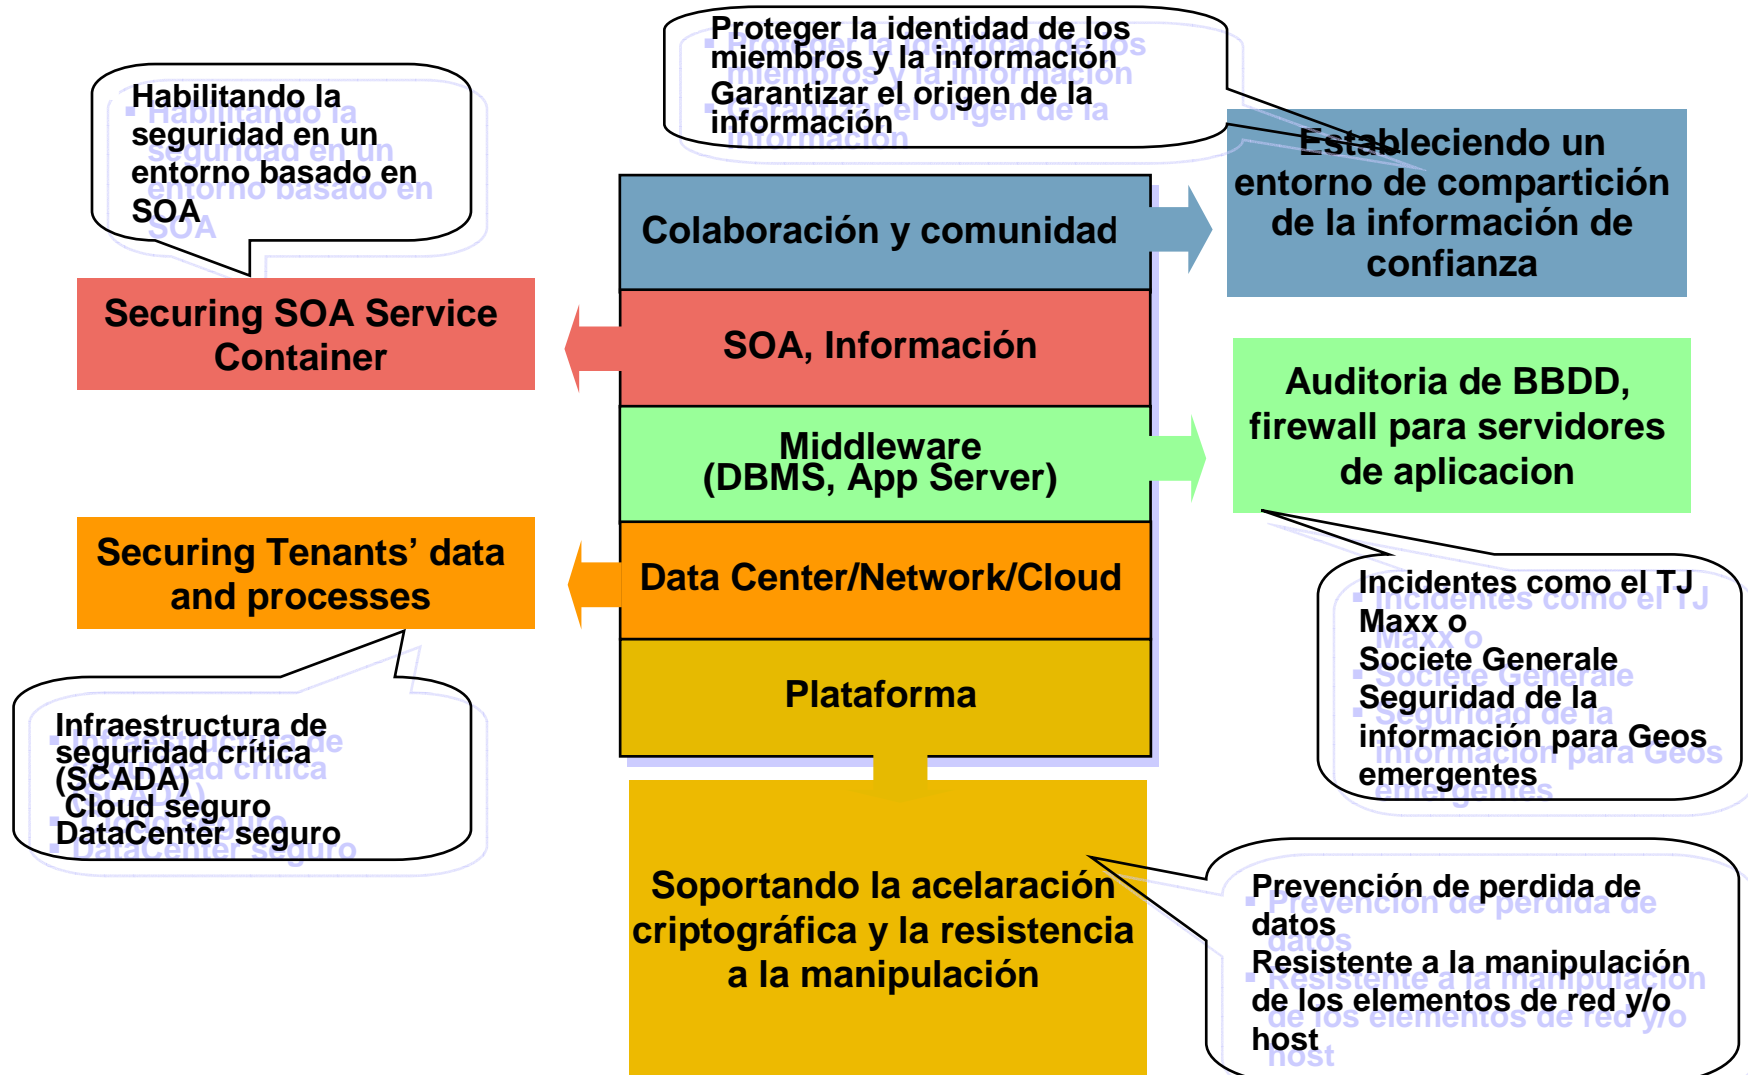 Proteger la identidad de los
miembros y la información
Garantizar el origen de la
información
Habilitando la
seguridad en un
entorno basado en
SOA
Estableciendo un
entorno de compartición
de la información de
confianza
Colaboración y comunidad
Securing SOA Service
Container
SOA, Información
Auditoria de BBDD,
firewall para servidores
de aplicacion
Middleware
(DBMS, App Server)
Securing Tenants’ data
and processes
Data Center/Network/Cloud
Incidentes como el TJ
Maxx o
Societe Generale
Seguridad de la
información para Geos
emergentes
Plataforma
Infraestructura de
seguridad crítica
(SCADA)
Cloud seguro
DataCenter seguro
Soportando la acelaración
criptográfica y la resistencia
a la manipulación
Prevención de perdida de
datos
Resistente a la manipulación
de los elementos de red y/o
host